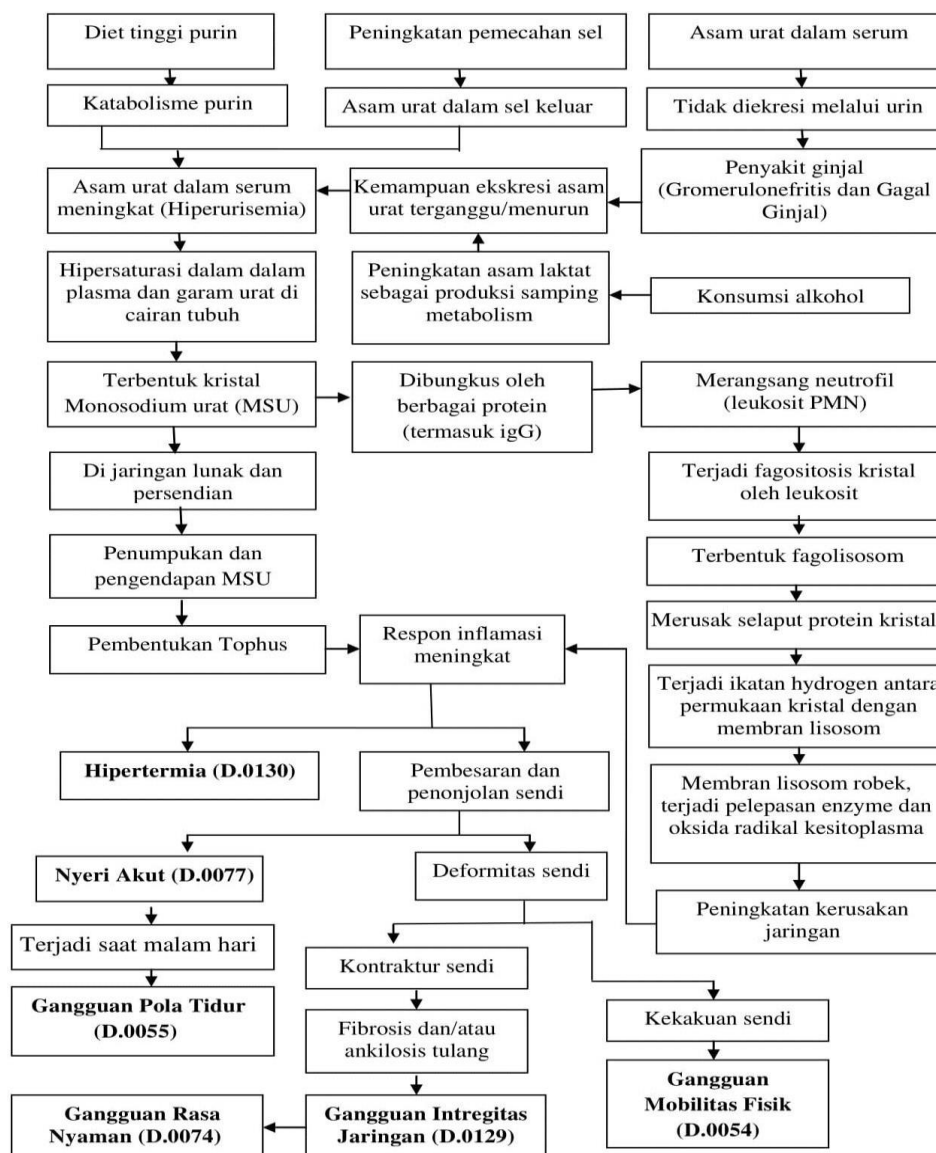 Diet tinggi purin
Peningkatan pemecahan sel
Asam urat dalam serum
Katabolisme purin
Asam urat dalam sel keluar
Tidak diekresi melalui urin
Asam urat dalam serum
meningkat (Hiperurisemia)
Kemampuan ekskresi asam
urat terganggu/menurun
Penyakit ginjal
(Gromerulonefritis dan Gagal
Ginjal)
Hipersaturasi dalam dalam
plasma dan garam urat di
cairan tubuh
Peningkatan asam laktat
sebagai produksi samping
metabolism
Konsumsi alkohol
Terbentuk kristal
Monosodium urat (MSU)
Dibungkus oleh
berbagai protein
(termasuk igG)
Merangsang neutrofil
(leukosit PMN)
Di jaringan lunak dan
persendian
Terjadi fagositosis kristal
oleh leukosit
Penumpukan dan
pengendapan MSU
Terbentuk fagolisosom
Pembentukan Tophus
Respon inflamasi
meningkat
Merusak selaput protein kristal
Terjadi ikatan hydrogen antara
permukaan kristal dengan
membran lisosom
Hipertermia (D.0130)
Pembesaran dan
penonjolan sendi
Membran lisosom robek,
terjadi pelepasan enzyme dan
oksida radikal kesitoplasma
Nyeri Akut (D.0077)
Deformitas sendi
Peningkatan kerusakan
jaringan
Terjadi saat malam hari
Kontraktur sendi
Gangguan Pola Tidur
(D.0055)
Fibrosis dan/atau
ankilosis tulang
Kekakuan sendi
Gangguan Rasa
Nyaman (D.0074)
Gangguan Intregitas
Jaringan (D.0129)
Gangguan
Mobilitas Fisik
(D.0054)